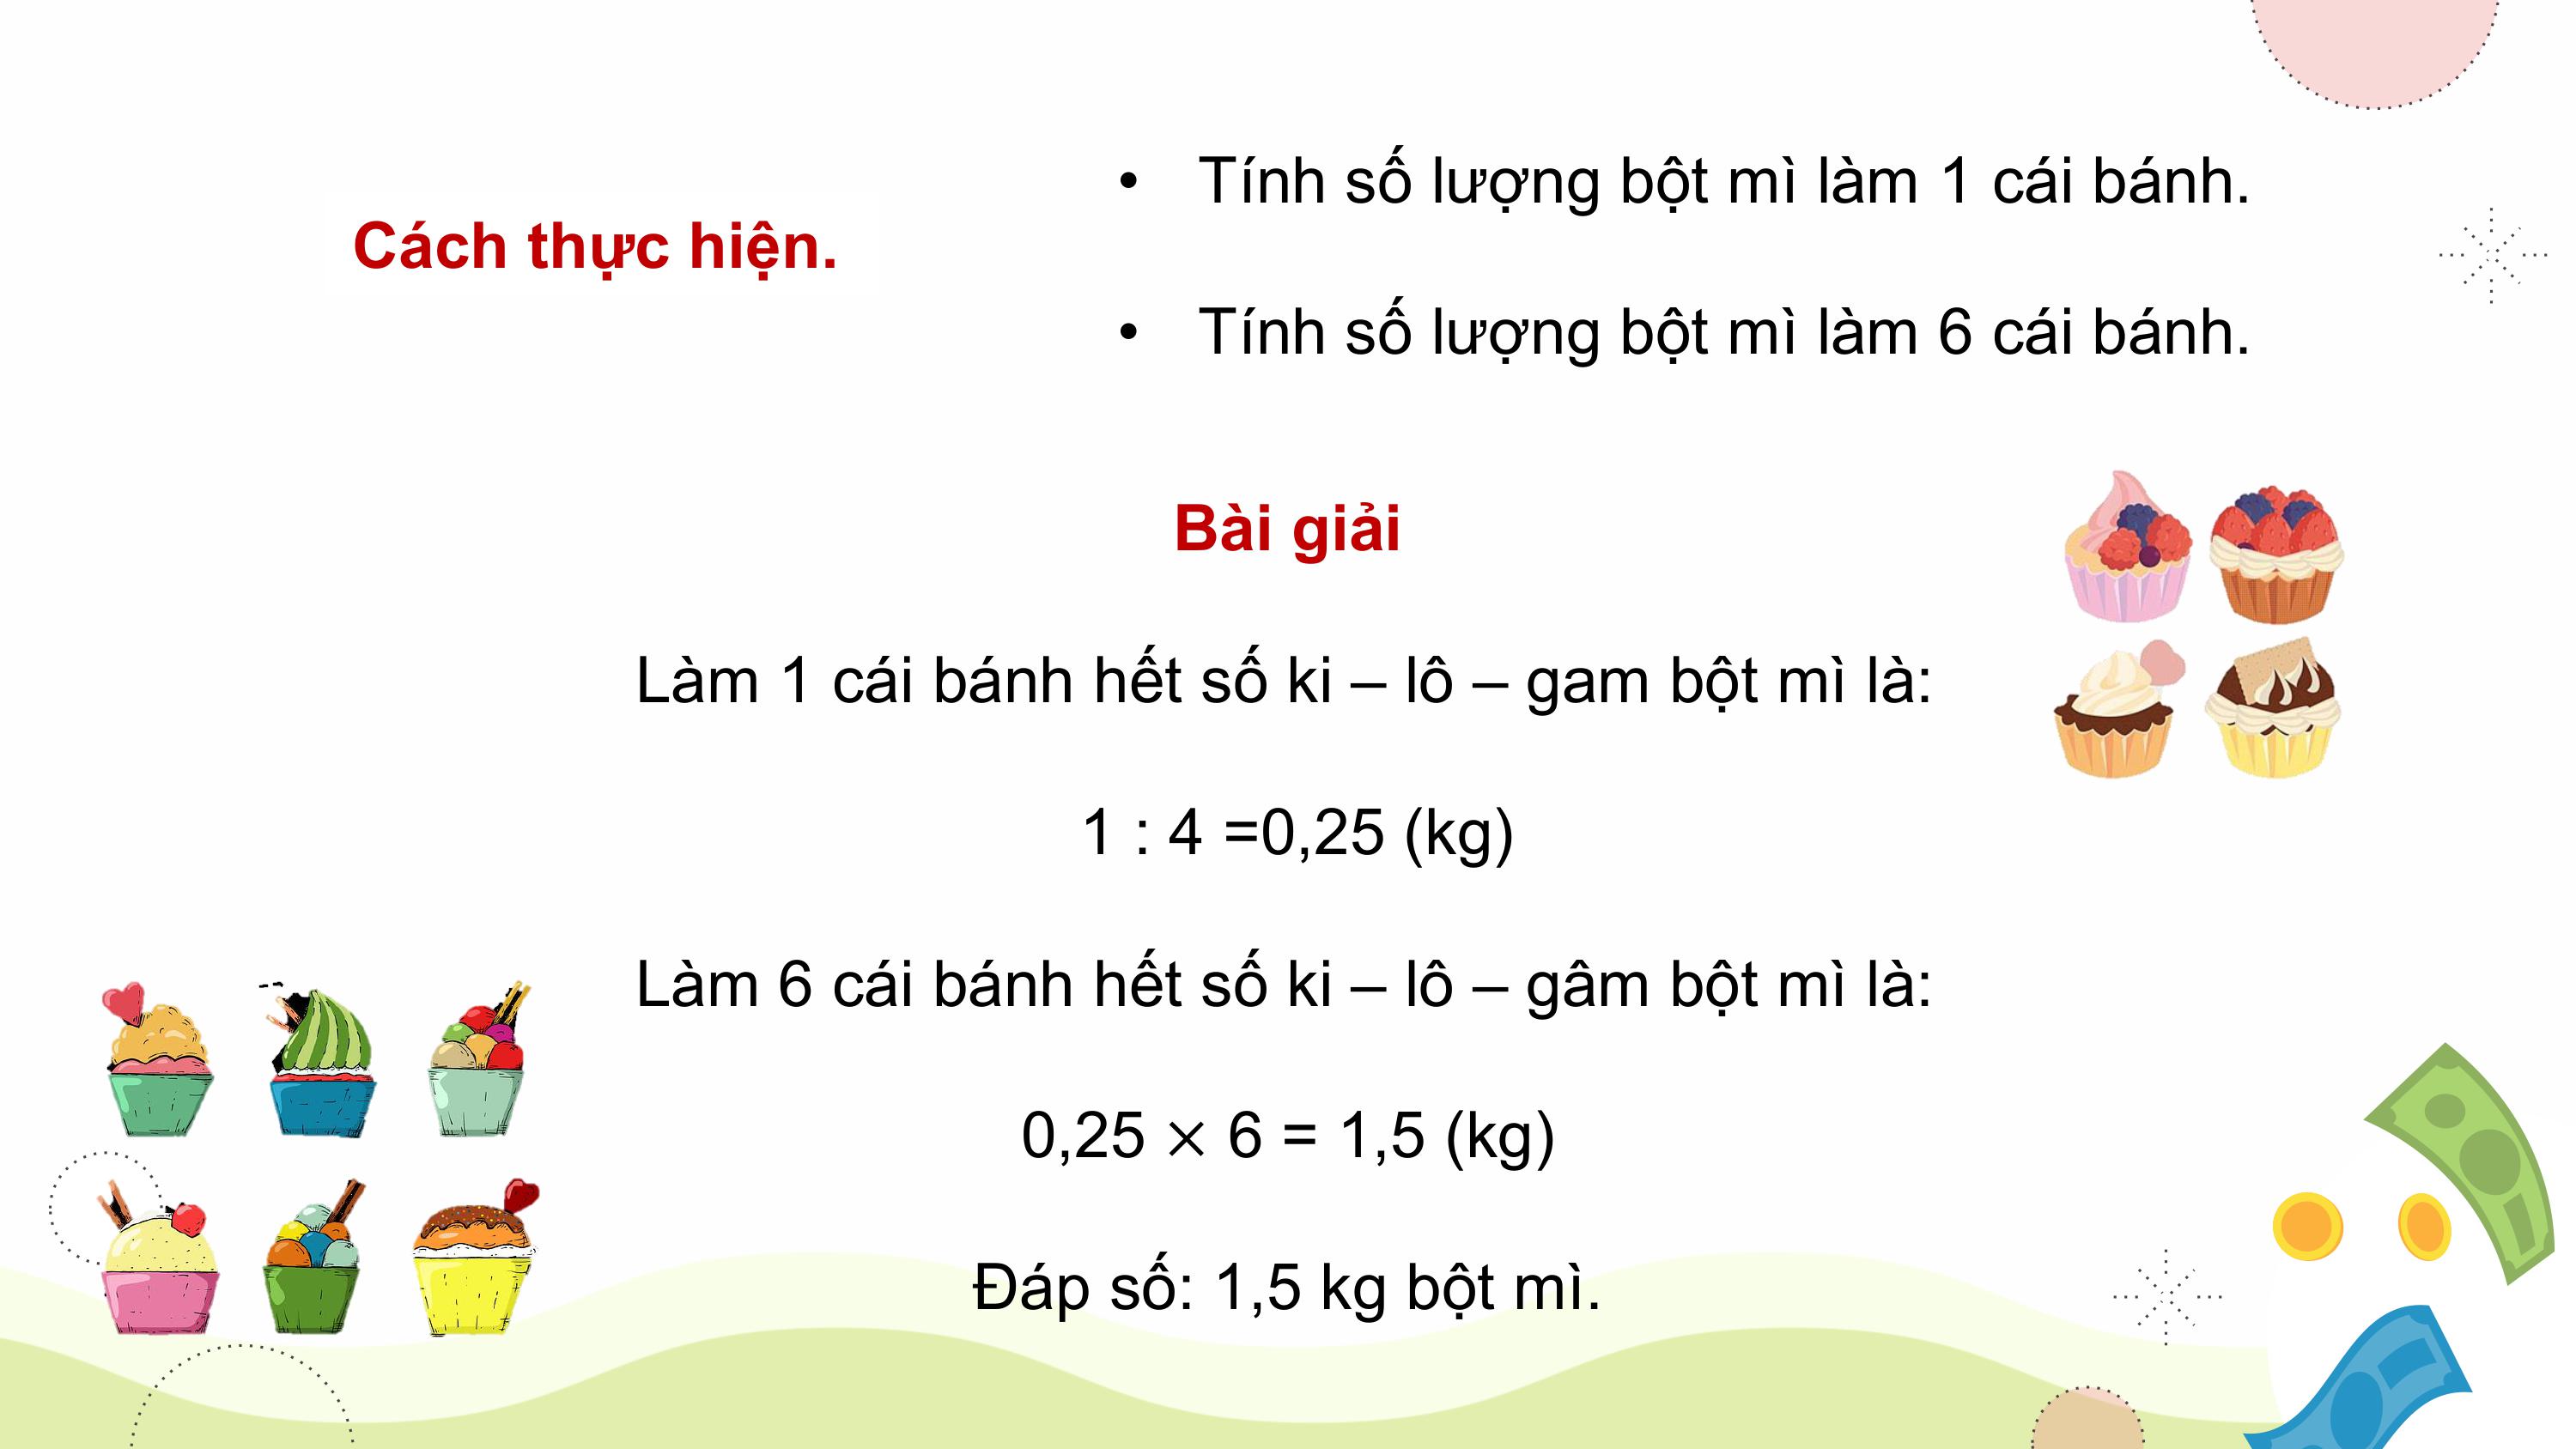 Cách thực hiện.
• Tính số lượng bột mì làm 1 cái bánh.
• Tính số lượng bột mì làm 6 cái bánh.
Bài giải
Làm 1 cái bánh hết số ki – lô – gam bột mì là:
1 : 4 =0,25 (kg)
Làm 6 cái bánh hết số ki – lô – gâm bột mì là:
0,25 × 6 = 1,5 (kg)
Đáp số: 1,5 kg bột mì.